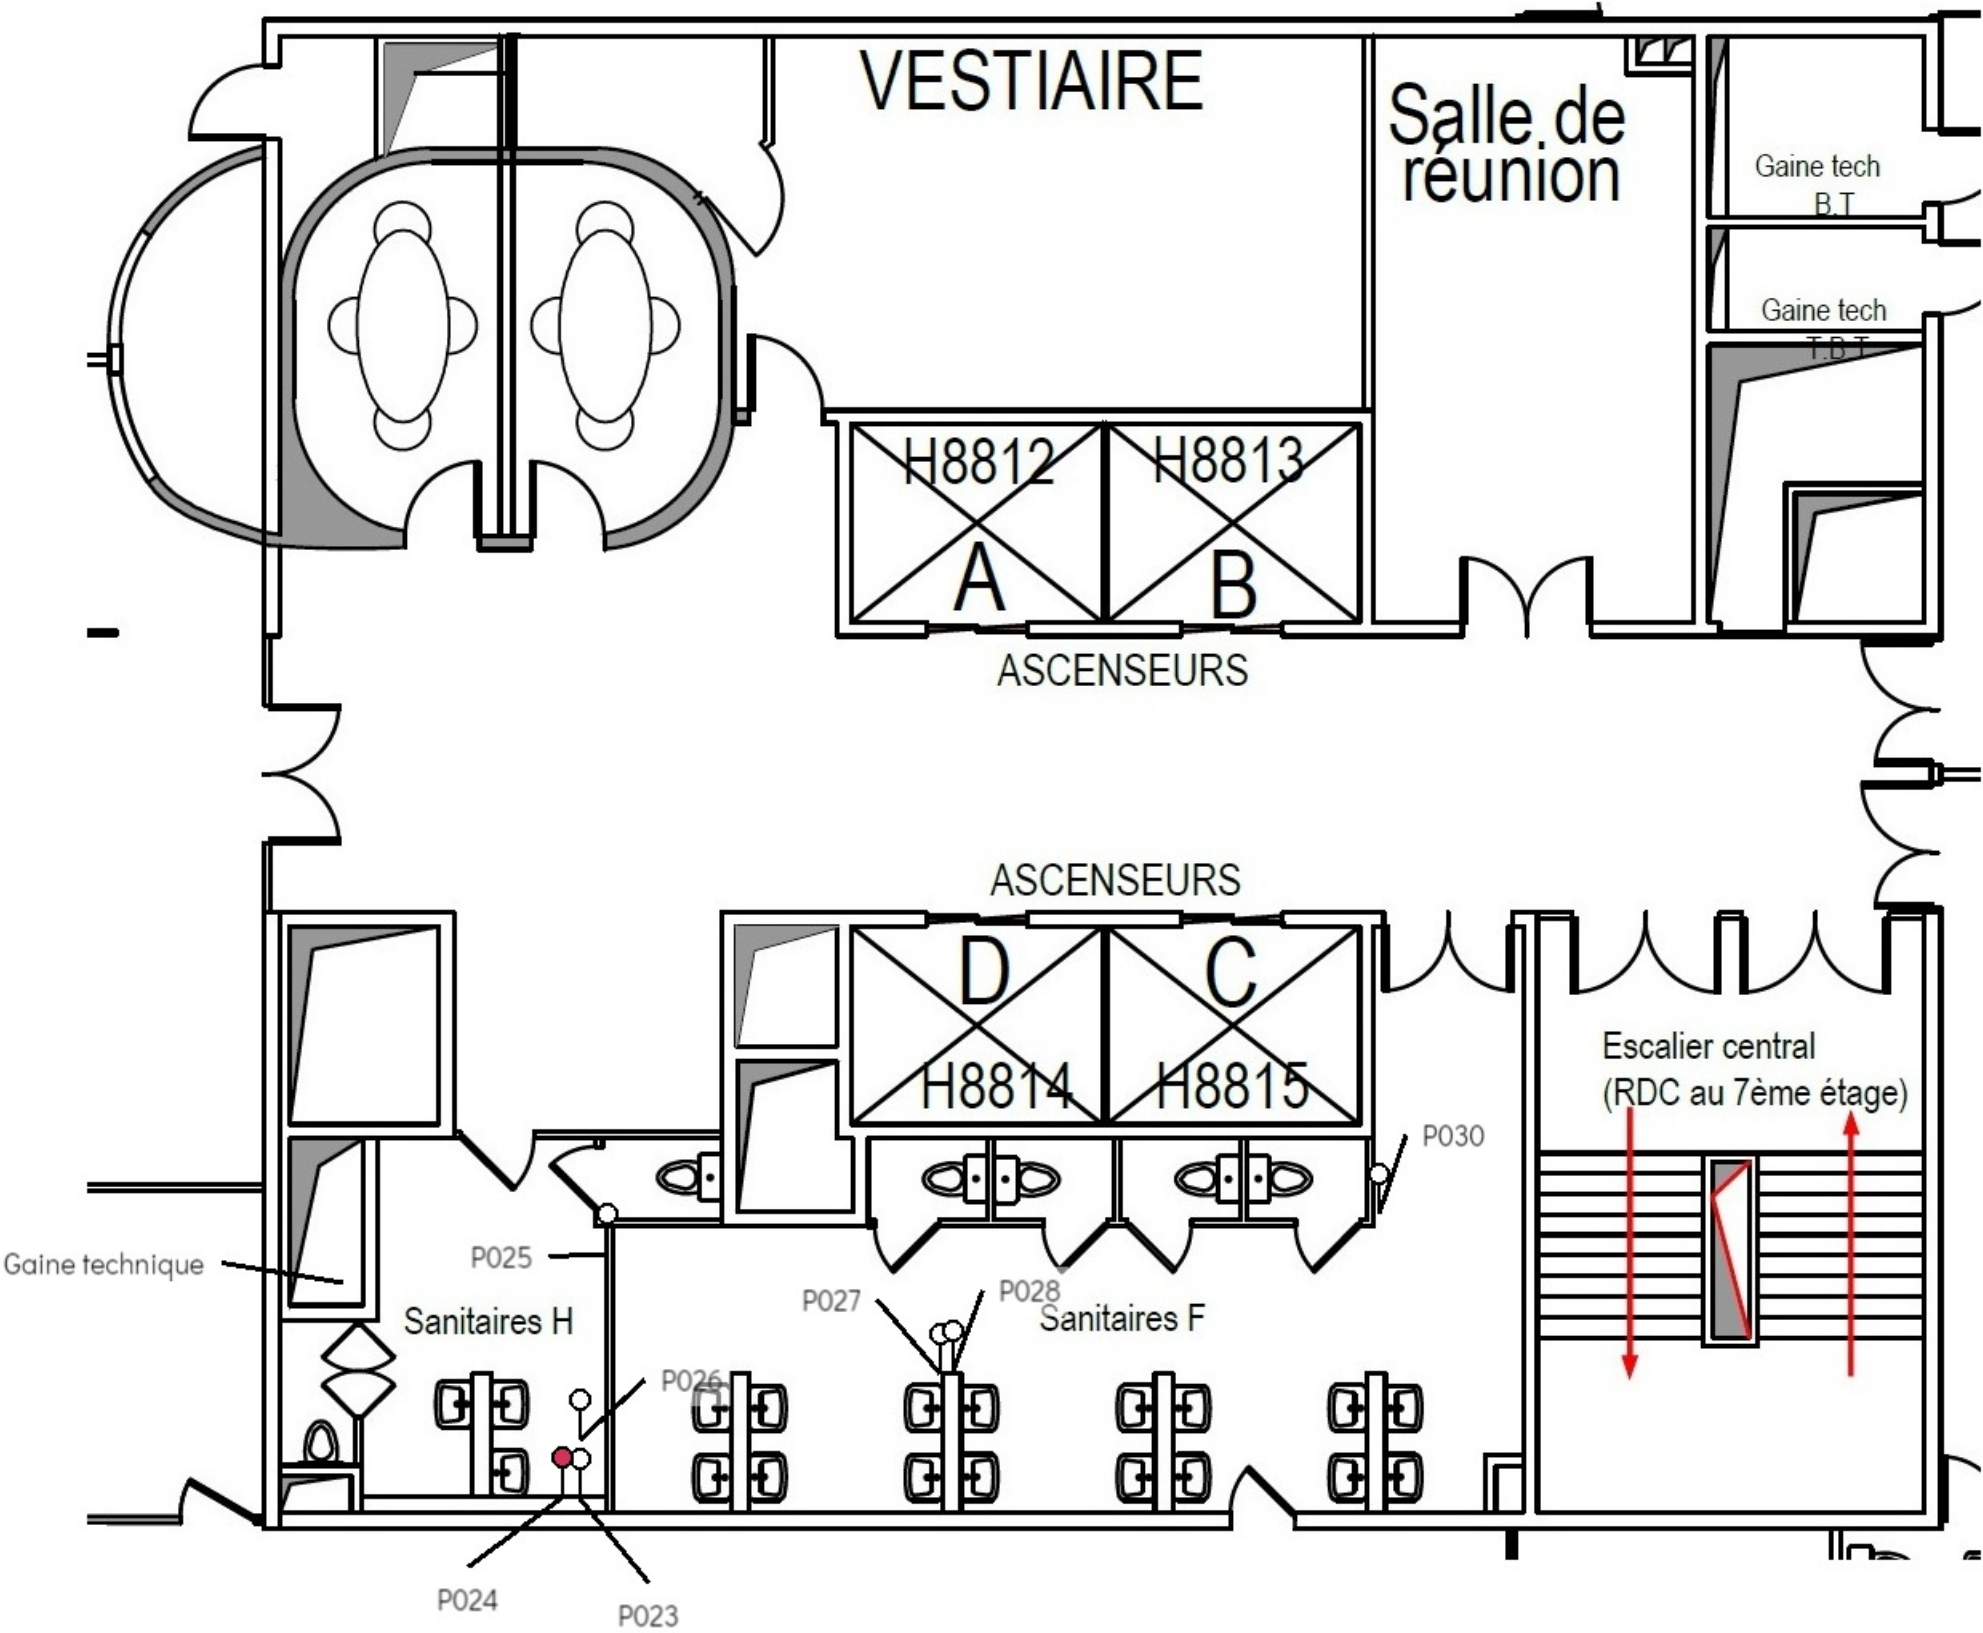 VESTIAIRE
Salle de
réunion
Gaine tech
B.T
Gaine tech
T.B.T
H8812
H8813
A
B
ASCENSEURS
ASCENSEURS
D
C
H8814
H8815
Escalier central
(RDC au 7ème étage)
P030
P025
Gaine technique
P027
P028
Sanitaires H
Sanitaires F
P026
P024
P023